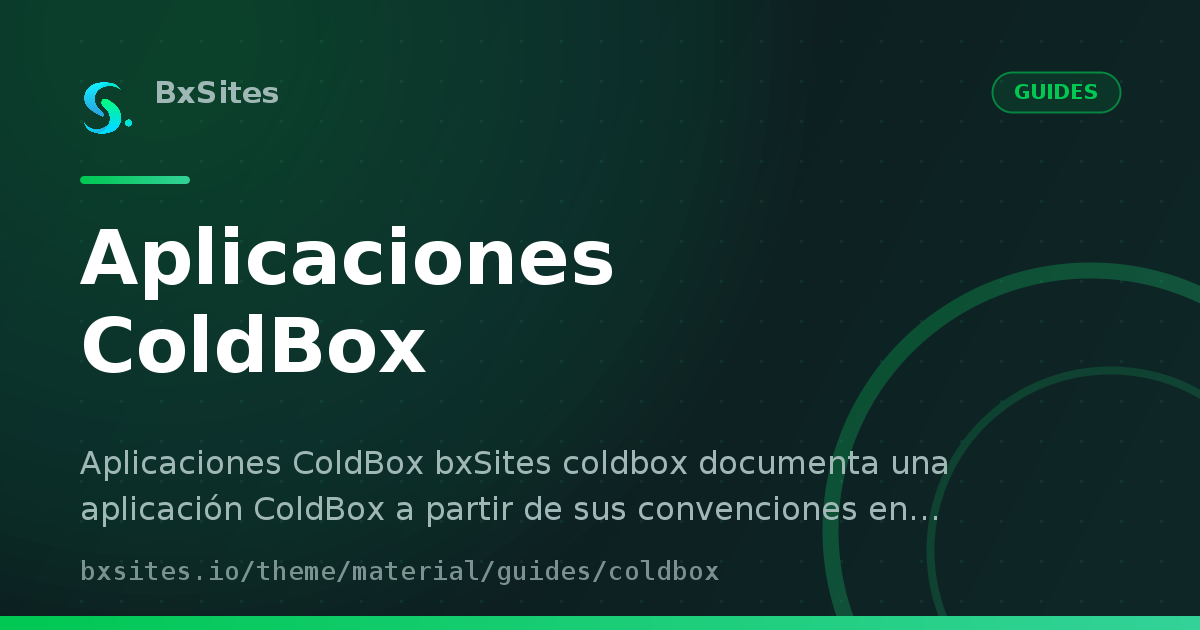 BxSites
GUIDES
Aplicaciones
ColdBox
Aplicaciones ColdBox bxSites coldbox documenta una
aplicación ColdBox a partir de sus convenciones en…
bxsites.io/theme/material/guides/coldbox